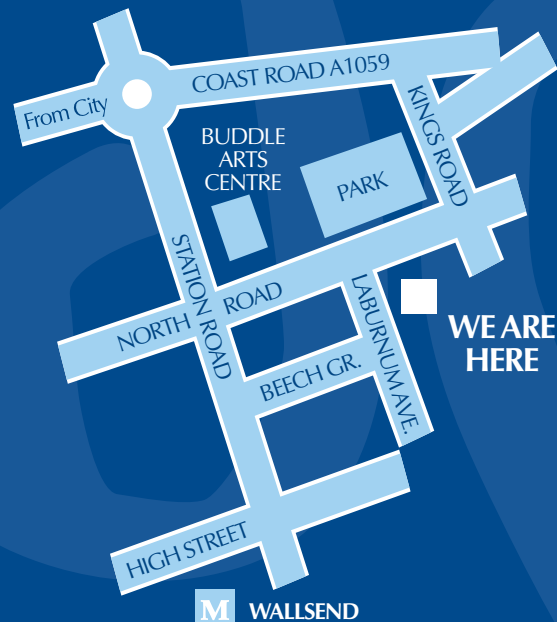 COAST ROAD A1059
From City
KINGS ROAD
BUDDLE
ARTS
CENTRE
PARK
STATION ROAD
NORTH ROAD
LABURNUM AVE.
WE ARE
HERE
BEECH GR.
HIGH STREET
M WALLSEND